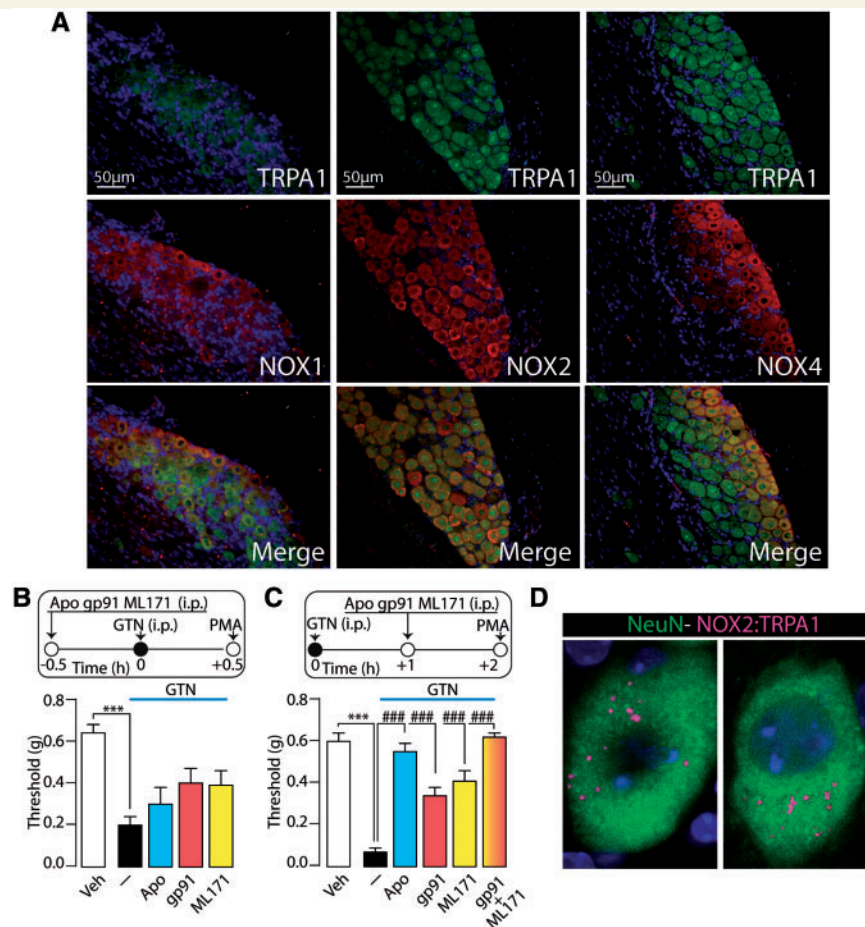 A
50μm
TRPA1
50μm
TRPA1
50μm
TRPA1
NOX1
NOX2
NOX4
Merge
Merge
Merge
B
Apo gp91 ML171 (i.p.)
GTN (i.p.)
PMA
-0.5 Time (h) 0 +0.5
GTN
***
Threshold (g)
0.8
0.6
0.4
0.2
0.0
Veh
—
Apo
gp91
ML171
C
Apo gp91 ML171 (i.p.)
GTN (i.p.)
PMA
0 Time (h) +1 +2
GTN
*** ### ### ### ###
Threshold (g)
0.8
0.6
0.4
0.2
0.0
Veh
—
Apo
gp91
ML171
gp91
+
ML171
D
NeuN- NOX2:TRPA1